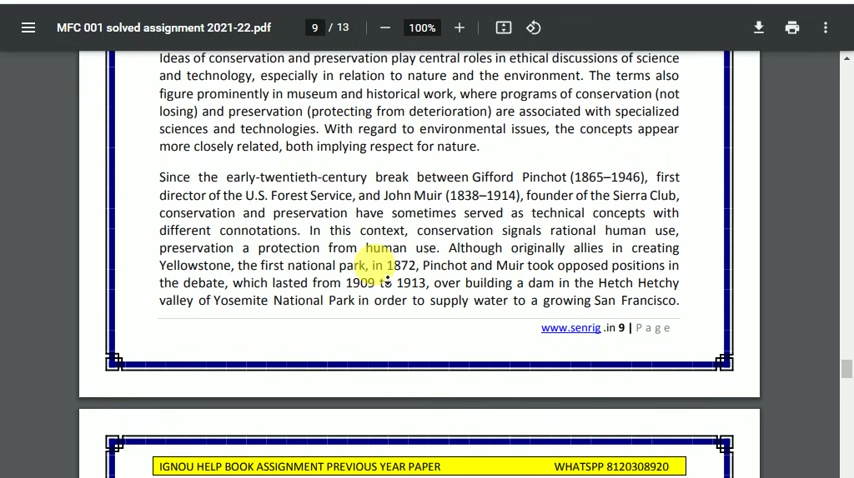 MFC 001 solved assignment 2021-22.pdf
9 / 13
100%
Ideas of conservation and preservation play central roles in ethical discussions of science
and technology, especially in relation to nature and the environment. The terms also
figure prominently in museum and historical work, where programs of conservation (not
losing) and preservation (protecting from deterioration) are associated with specialized
sciences and technologies. With regard to environmental issues, the concepts appear
more closely related, both implying respect for nature.
Since the early-twentieth-century break between Gifford Pinchot (1865–1946), first
director of the U.S. Forest Service, and John Muir (1838–1914), founder of the Sierra Club,
conservation and preservation have sometimes served as technical concepts with
different connotations. In this context, conservation signals rational human use,
preservation a protection from human use. Although originally allies in creating
Yellowstone, the first national park, in 1872, Pinchot and Muir took opposed positions in
the debate, which lasted from 1909 to 1913, over building a dam in the Hetch Hetchy
valley of Yosemite National Park in order to supply water to a growing San Francisco.
www.senrig .in 9 | P a g e
IGNOU HELP BOOK ASSIGNMENT PREVIOUS YEAR PAPER WHATSPP 8120308920